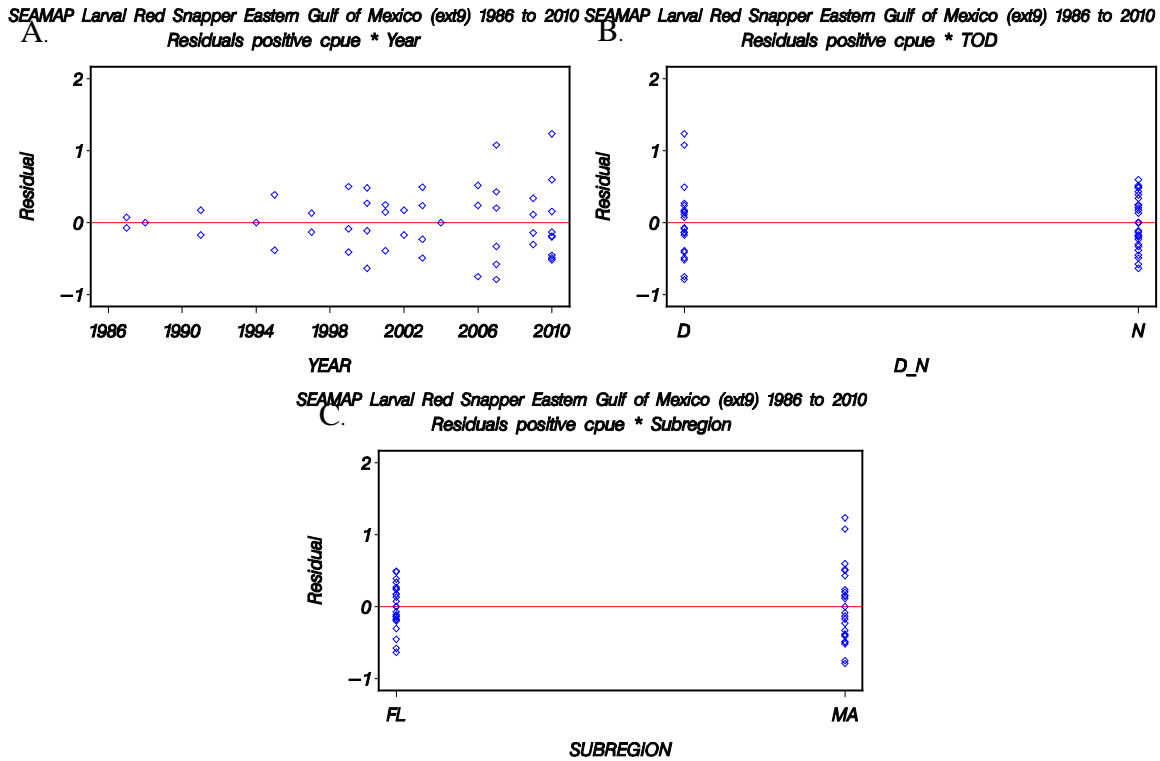 SEAMAP Larval Red Snapper Eastern Gulf of Mexico (ext9) 1986 to 2010
A.
Residuals positive cpue * Year
2
1
0
−1
Residual
1986 1990 1994 1998 2002 2006 2010
YEAR
SEAMAP Larval Red Snapper Eastern Gulf of Mexico (ext9) 1986 to 2010
B.
Residuals positive cpue * TOD
2
1
0
−1
Residual
D N
D_N
SEAMAP Larval Red Snapper Eastern Gulf of Mexico (ext9) 1986 to 2010
C.
Residuals positive cpue * Subregion
2
1
0
−1
Residual
FL MA
SUBREGION